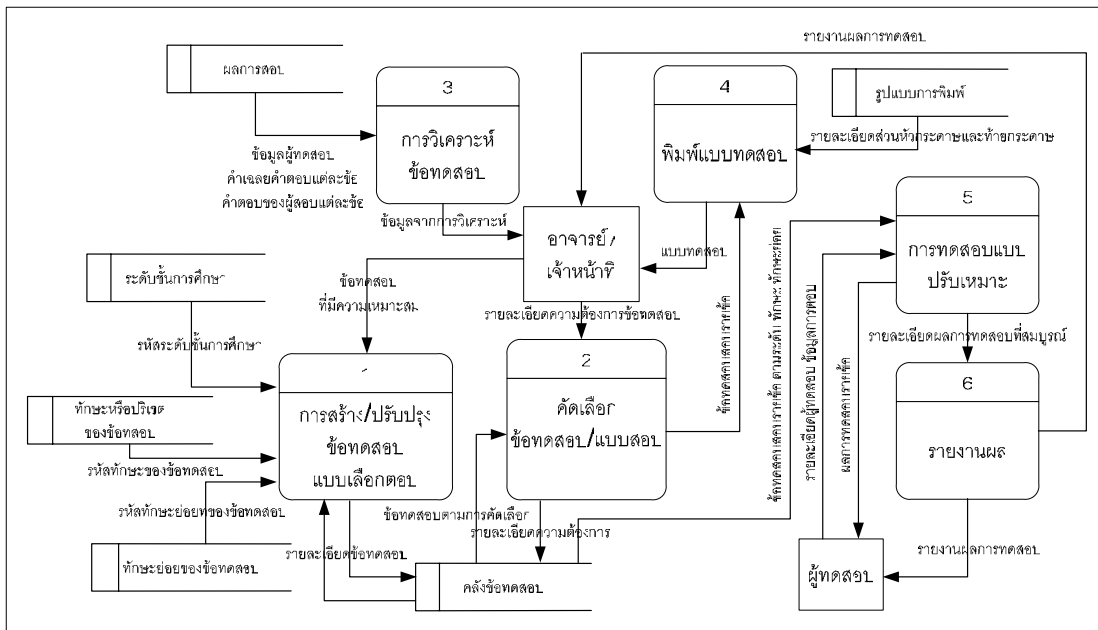 รายงานผลการทดสอบ
ผลการสอบ
3
การวิเคราะห์
ข้อทดสอบ
4
พิมพ์แบบทดสอบ
รูปแบบการพิมพ์
รายละเอียดส่วนหัวกระดาษและท้ายกระดาษ
ข้อมูลผู้ทดสอบ
คำเฉลยคำตอบแต่ละข้อ
คำตอบของผู้สอบแต่ละข้อ
ข้อมูลจากการวิเคราะห์
อาจารย์/
เจ้าหน้าที่
แบบทดสอบ
5
การทดสอบแบบ
ปรับเหมาะ
ระดับชั้นการศึกษา
ข้อทดสอบ
ที่มีความเหมาะสม
รายละเอียดความต้องการข้อทดสอบ
รหัสระดับชั้นการศึกษา
1
การสร้าง/ปรับปรุง
ข้อทดสอบ
แบบเลือกตอบ
2
คัดเลือก
ข้อทดสอบ/แบบสอบ
รายละเอียดผลการทดสอบที่สมบูรณ์
6
รายงานผล
ทักษะหรือปริเขต
ของข้อทดสอบ
รหัสทักษะของข้อทดสอบ
รหัสทักษะย่อยของข้อทดสอบ
ทักษะย่อยของข้อทดสอบ
รายละเอียดข้อทดสอบ
ข้อทดสอบตามการคัดเลือก
รายละเอียดความต้องการ
คลังข้อทดสอบ
ผลการทดสอบรายข้อ
รายงานผลการทดสอบ
ผู้ทดสอบ